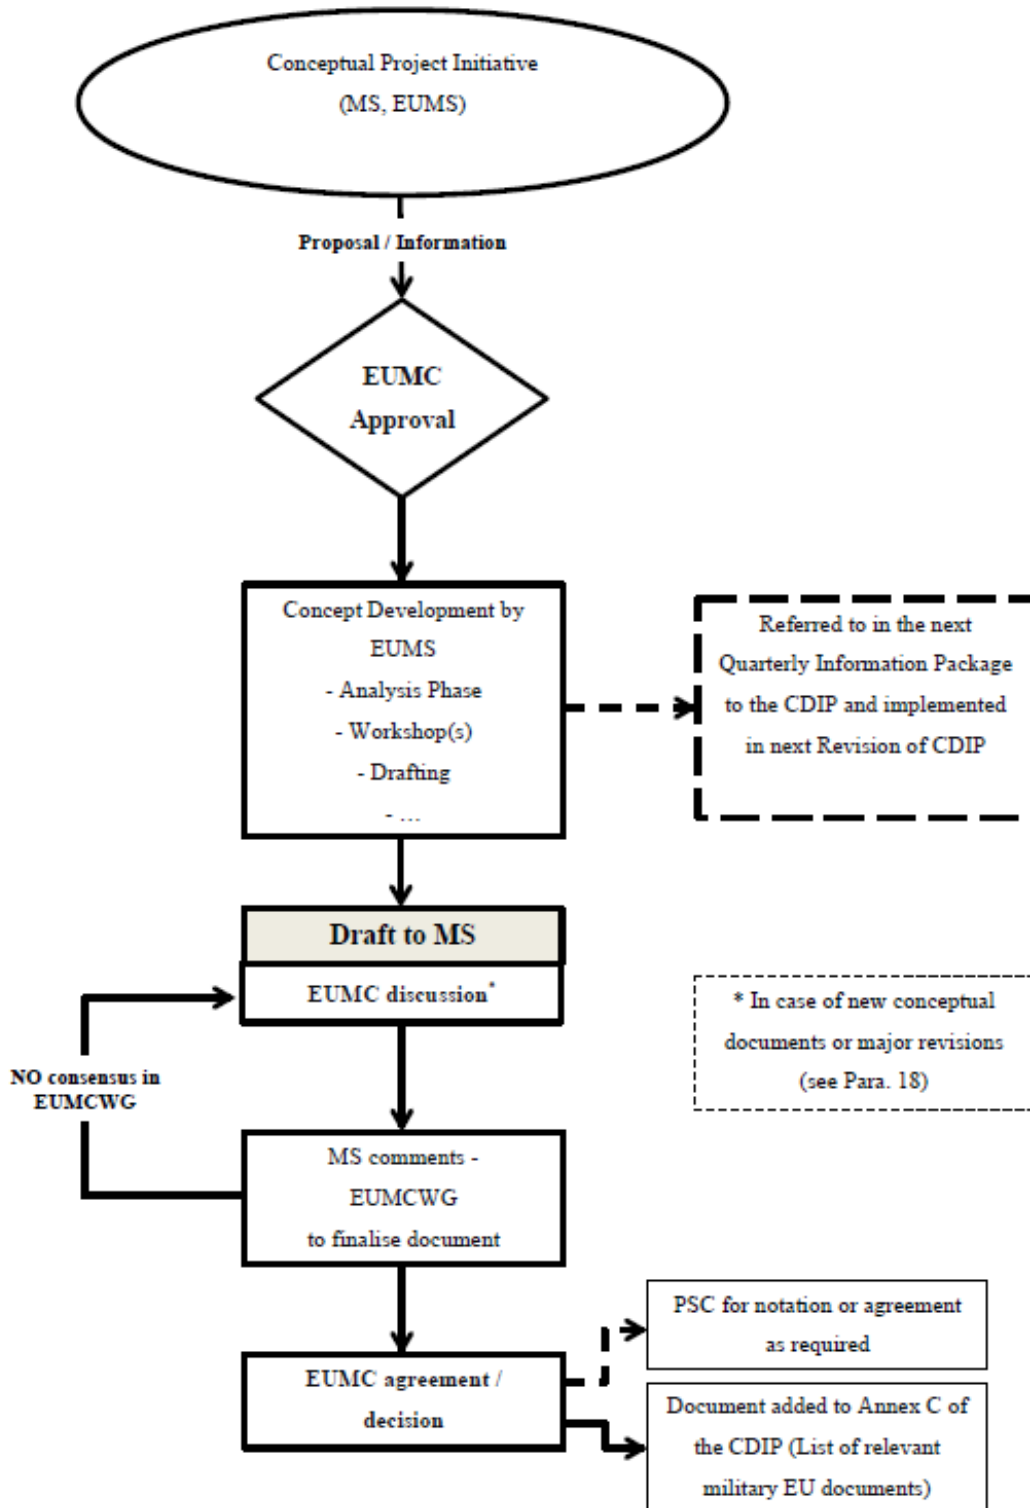 Conceptual Project Initiative
(MS, EUMS)
Proposal / Information
EUMC
Approval
Concept Development by
EUMS
- Analysis Phase
- Workshop(s)
- Drafting
- ...
Referred to in the next
Quarterly Information Package
to the CDIP and implemented
in next Revision of CDIP
Draft to MS
EUMC discussion*
* In case of new conceptual
documents or major revisions
(see Para. 18)
NO consensus in
EUMCWG
MS comments -
EUMCWG
to finalise document
PSC for notation or agreement
as required
EUMC agreement /
decision
Document added to Annex C of
the CDIP (List of relevant
military EU documents)